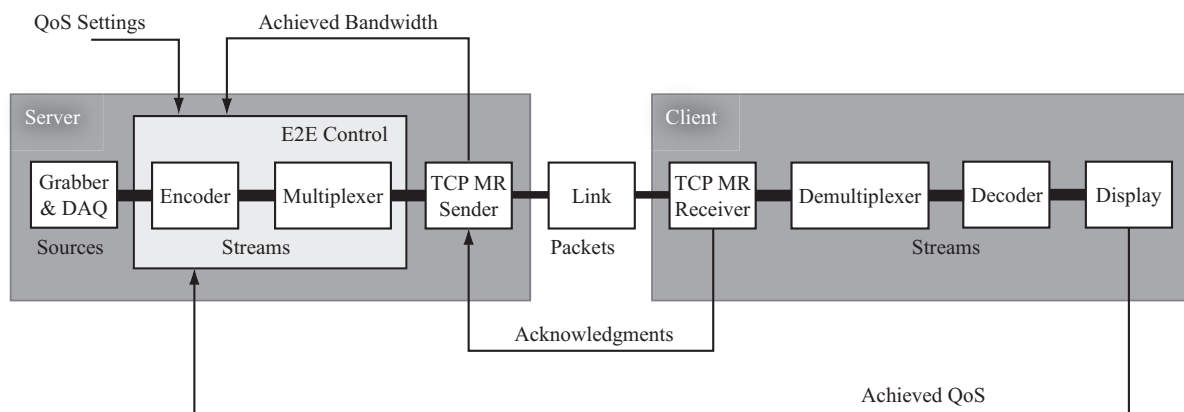 QoS Settings
Achieved Bandwidth
Server
Client
E2E Control
Grabber
& DAQ
Encoder
Multiplexer
TCP MR
Sender
Link
TCP MR
Receiver
Demultiplexer
Decoder
Display
Sources
Streams
Packets
Streams
Acknowledgments
Achieved QoS